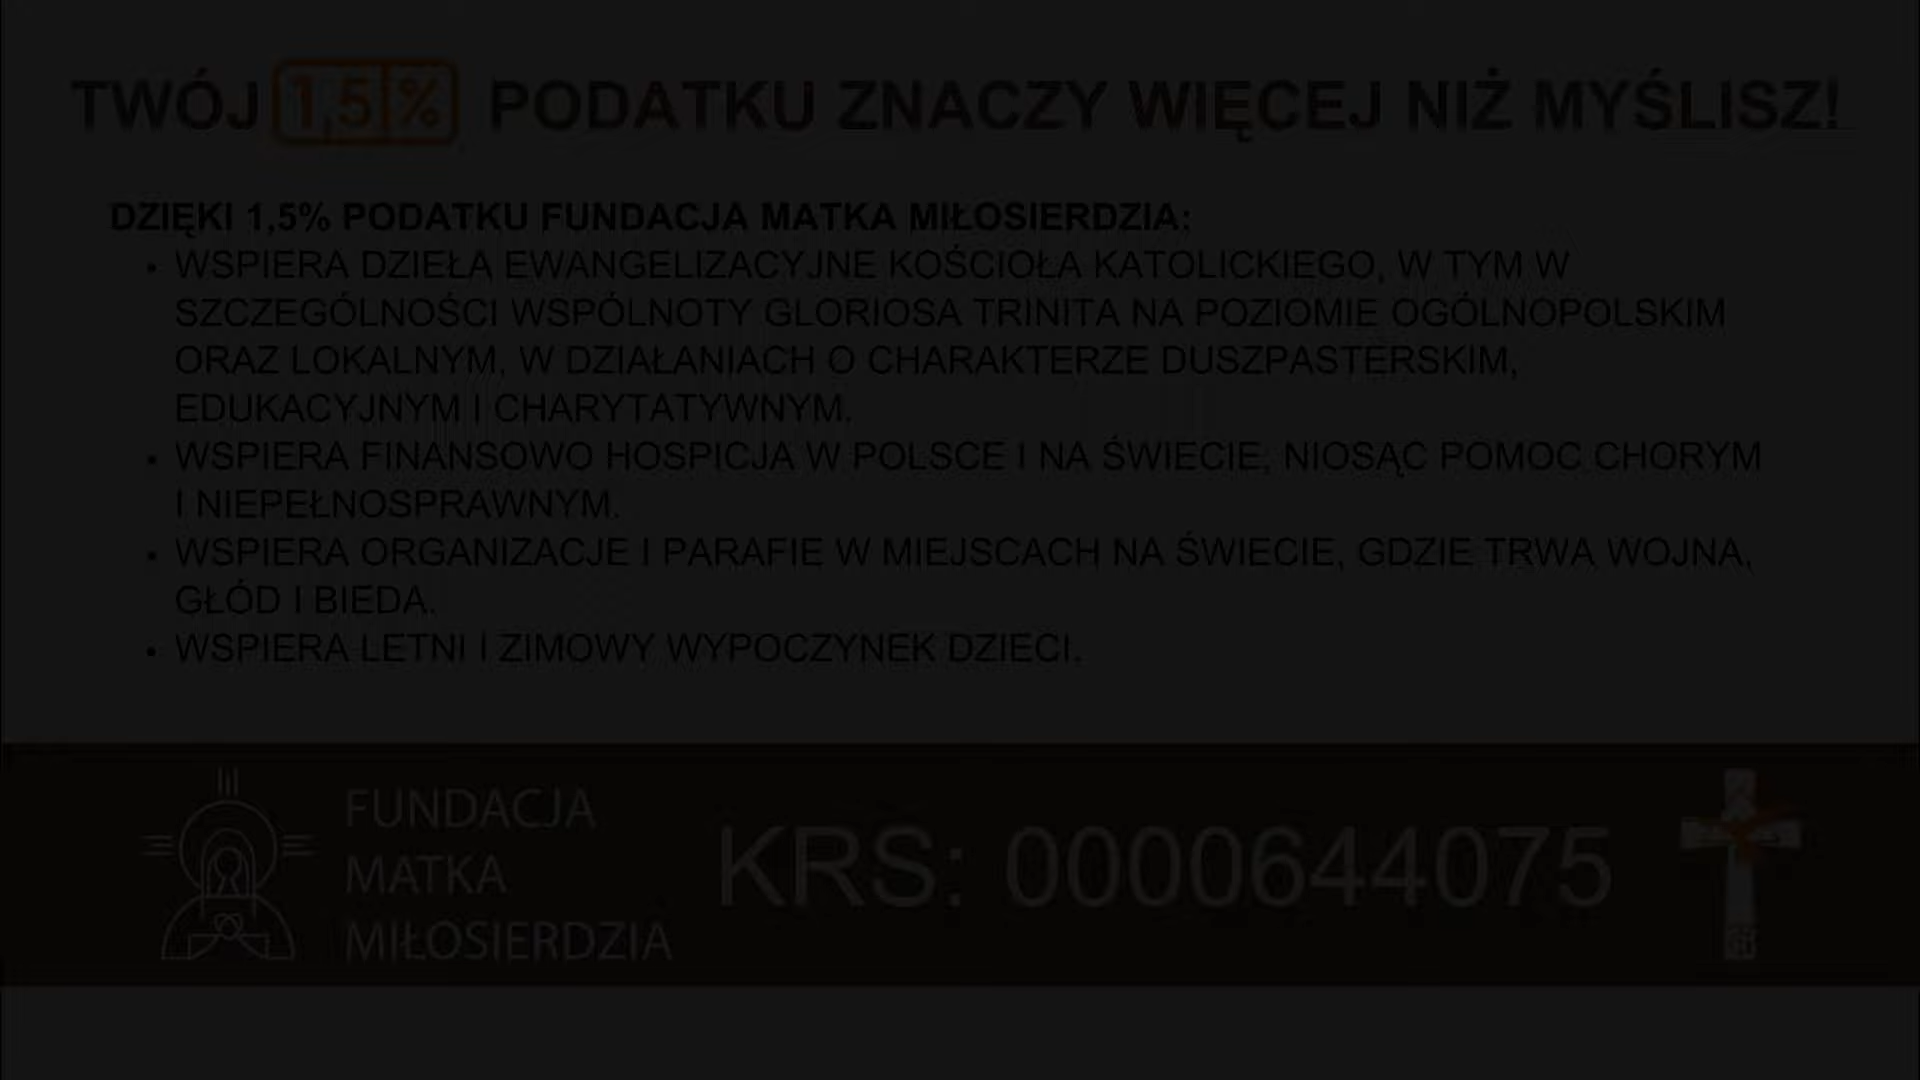 TWÓJ 1,5% PODATKU ZNACZY WIĘCEJ NIŻ MYŚLISZ!
DZIĘKI 1,5% PODATKU FUNDACJA MATKA MIŁOSIERDZIA:
• WSPIERA DZIEŁA EWANGELIZACYJNE KOŚCIOŁA KATOLICKIEGO, W TYM W
SZCZEGÓLNOŚCI WSPÓLNOTY GLORIOSA TRINITA NA POZIOMIE OGÓLNOPOLSKIM
ORAZ LOKALNYM, W DZIAŁANIACH O CHARAKTERZE DUSZPASTERSKIM,
EDUKACYJNYM I CHARYTATYWNYM.
• WSPIERA FINANSOWO HOSPICJA W POLSCE I NA ŚWIECIE, NIOSĄC POMOC CHORYM
I NIEPEŁNOSPRAWNYM.
• WSPIERA ORGANIZACJE I PARAFIE W MIEJSCACH NA ŚWIECIE, GDZIE TRWA WOJNA,
GŁÓD I BIEDA.
• WSPIERA LETNI I ZIMOWY WYPOCZYNEK DZIECI.
FUNDACJA
MATKA
MIŁOSIERDZIA
KRS: 0000644075